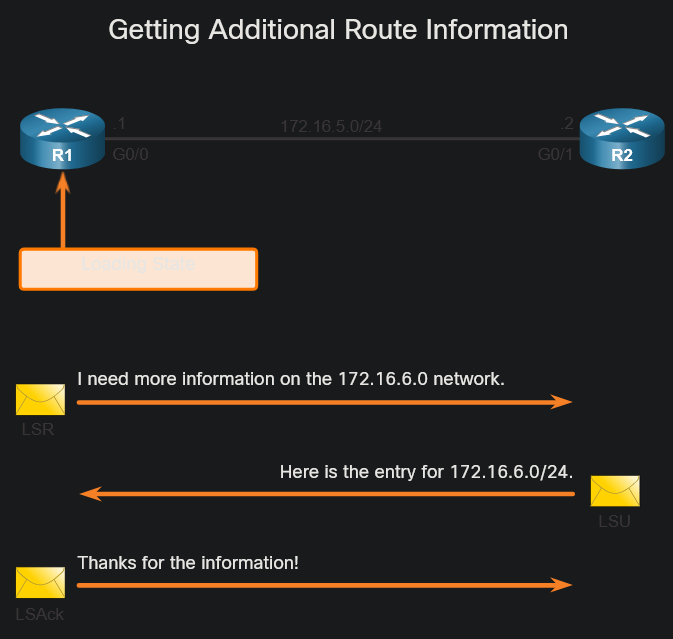 Getting Additional Route Information
.1
172.16.5.0/24
.2
R1
G0/0
G0/1
R2
Loading State
I need more information on the 172.16.6.0 network.
LSR
Here is the entry for 172.16.6.0/24.
LSU
Thanks for the information!
LSAck